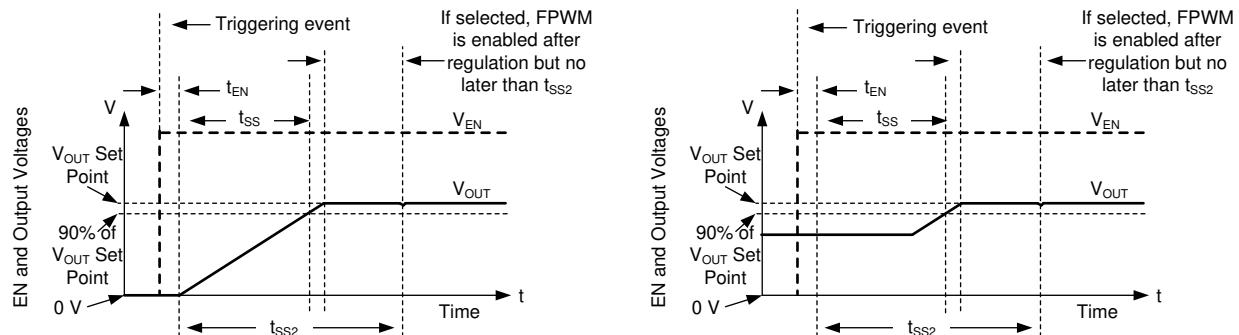 Triggering event
If selected, FPWM
is enabled after
regulation but no
later than tSS2
tEN
V
tSS
VEN
EN and Output Voltages
VOUT Set
Point
VOUT
90% of
VOUT Set
Point
0 V
t
Time
tSS2
Triggering event
If selected, FPWM
is enabled after
regulation but no
later than tSS2
tEN
V
tSS
VEN
EN and Output Voltages
VOUT Set
Point
VOUT
90% of
VOUT Set
Point
0 V
t
Time
tSS2